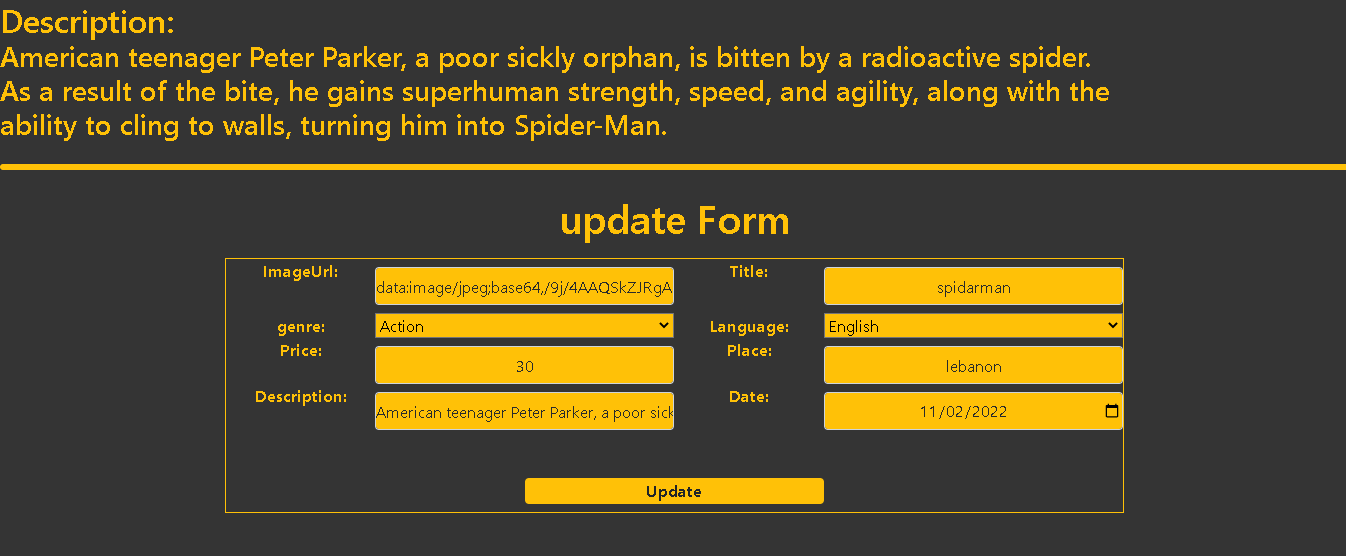 Description:
American teenager Peter Parker, a poor sickly orphan, is bitten by a radioactive spider.
As a result of the bite, he gains superhuman strength, speed, and agility, along with the
ability to cling to walls, turning him into Spider-Man.
update Form
ImageUrl: data:image/jpeg;base64,/9j/4AAQSkZJRgA Title: spidarman
genre: Action Language: English
Price: 30 Place: lebanon
Description: American teenager Peter Parker, a poor sick Date: 11/02/2022
Update